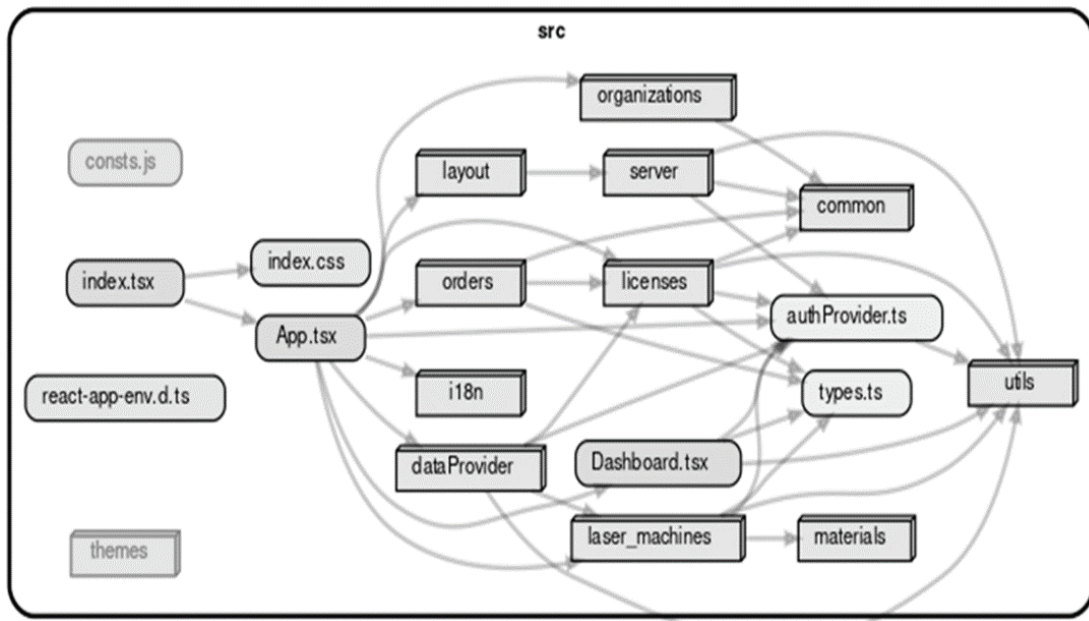 src
organizations
consts.js
layout
server
common
index.css
index.tsx
orders
licenses
authProvider.ts
App.tsx
react-app-env.d.ts
i18n
types.ts
utils
dataProvider
Dashboard.tsx
themes
laser_machines
materials